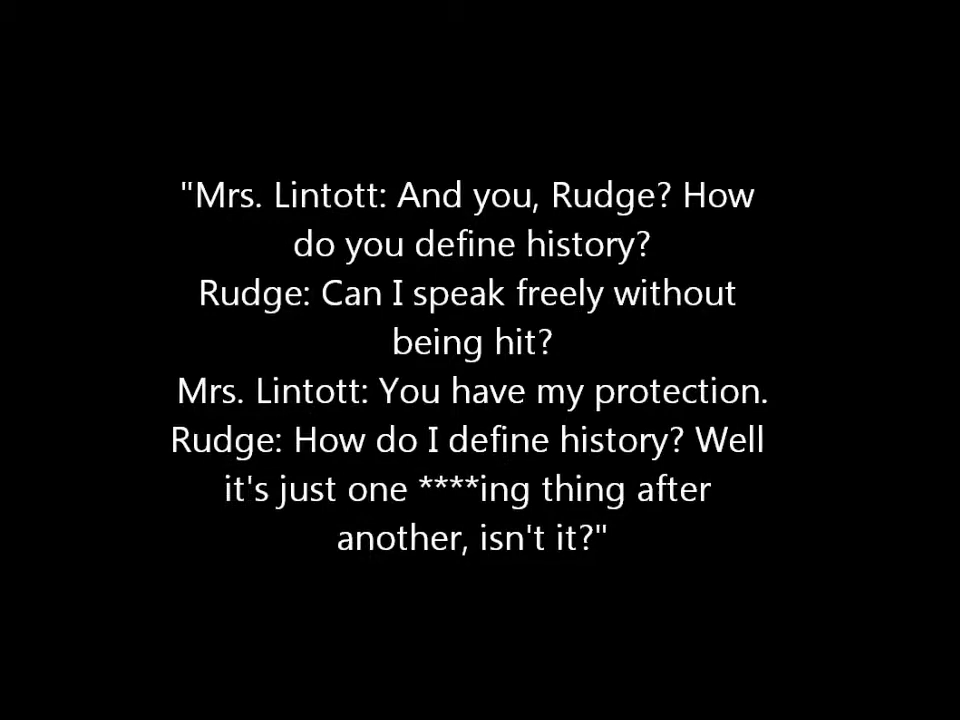 "Mrs. Lintott: And you, Rudge? How
do you define history?
Rudge: Can I speak freely without
being hit?
Mrs. Lintott: You have my protection.
Rudge: How do I define history? Well
it's just one ****ing thing after
another, isn't it?"